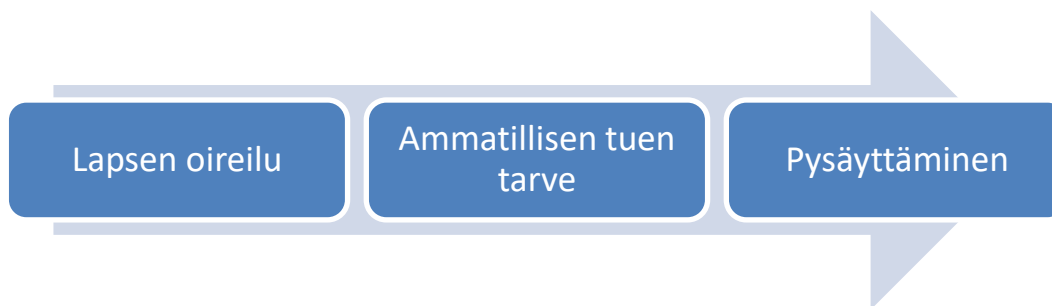 Lapsen oireilu
Ammatillisen tuen
tarve
Pysäyttäminen